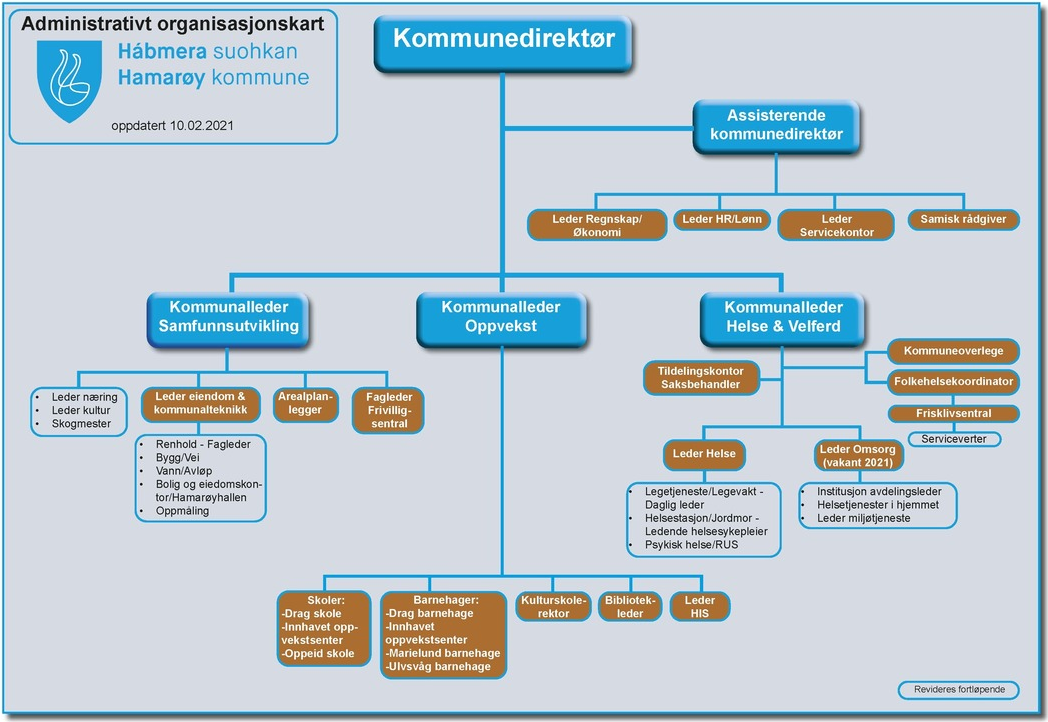 Administrativt organisasjonskart
Hábmera suohkan
Hamarøy kommune
oppdatert 10.02.2021
Kommunedirektør
Assisterende
kommunedirektør
Leder Regnskap/
Økonomi
Leder HR/Lønn
Leder
Servicekontor
Samisk rådgiver
Kommunalleder
Samfunnsutvikling
Kommunalleder
Oppvekst
Kommunalleder
Helse & Velferd
• Leder næring
• Leder kultur
• Skogmester
Leder eiendom &
kommunalteknikk
Arealplan-
legger
Fagleder
Frivillig-
sentral
• Renhold - Fagleder
• Bygg/Vei
• Vann/Avløp
• Bolig og eiedomskon-
tor/Hamarøyhallen
• Oppmåling
Tildelingskontor
Saksbehandler
Kommuneoverlege
Folkehelsekoordinator
Frisklivsentral
Serviceverter
Leder Helse
• Legetjeneste/Legevakt -
Daglig leder
• Helsestasjon/Jordmor -
Ledende helsesykepleier
• Psykisk helse/RUS
Leder Omsorg
(vakant 2021)
• Institusjon avdelingsleder
• Helsetjenester i hjemmet
• Leder miljøtjeneste
Skoler:
-Drag skole
-Innhavet opp-
vekstsenter
-Oppeid skole
Barnehager:
-Drag barnehage
-Innhavet
oppvekstsenter
-Marielund barnehage
-Ulvsvåg barnehage
Kulturskole-
rektor
Bibliotek-
leder
Leder
HIS
Revideres fortløpende